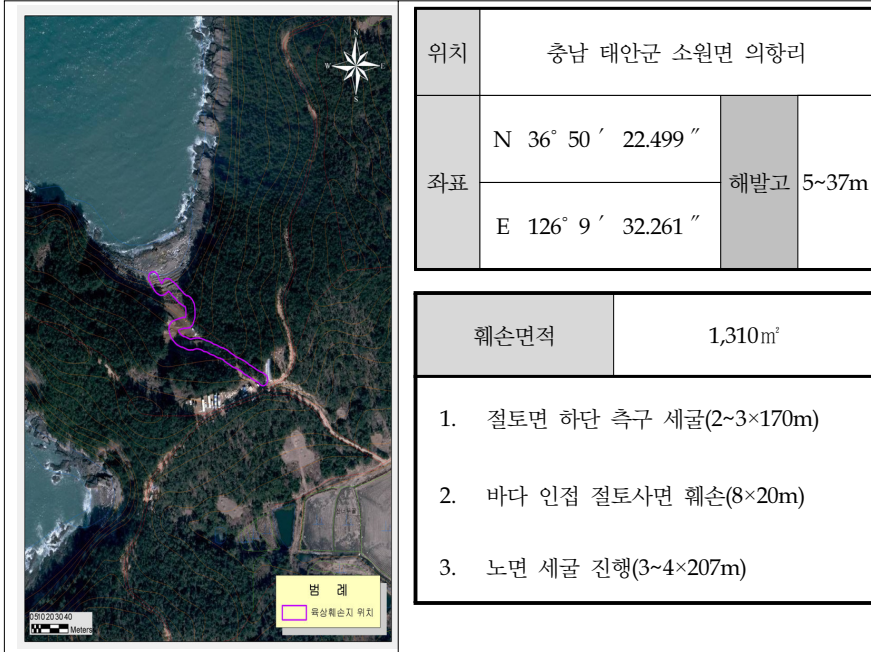 N
W
E
S
범 례
육상훼손지 위치
0510203040
Meters
위치
충남 태안군 소원면 의항리
좌표
N 36° 50 ′ 22.499 ″
E 126° 9 ′ 32.261 ″
해발고
5~37m
훼손면적
1,310㎡
1. 절토면 하단 측구 세굴(2~3×170m)
2. 바다 인접 절토사면 훼손(8×20m)
3. 노면 세굴 진행(3~4×207m)